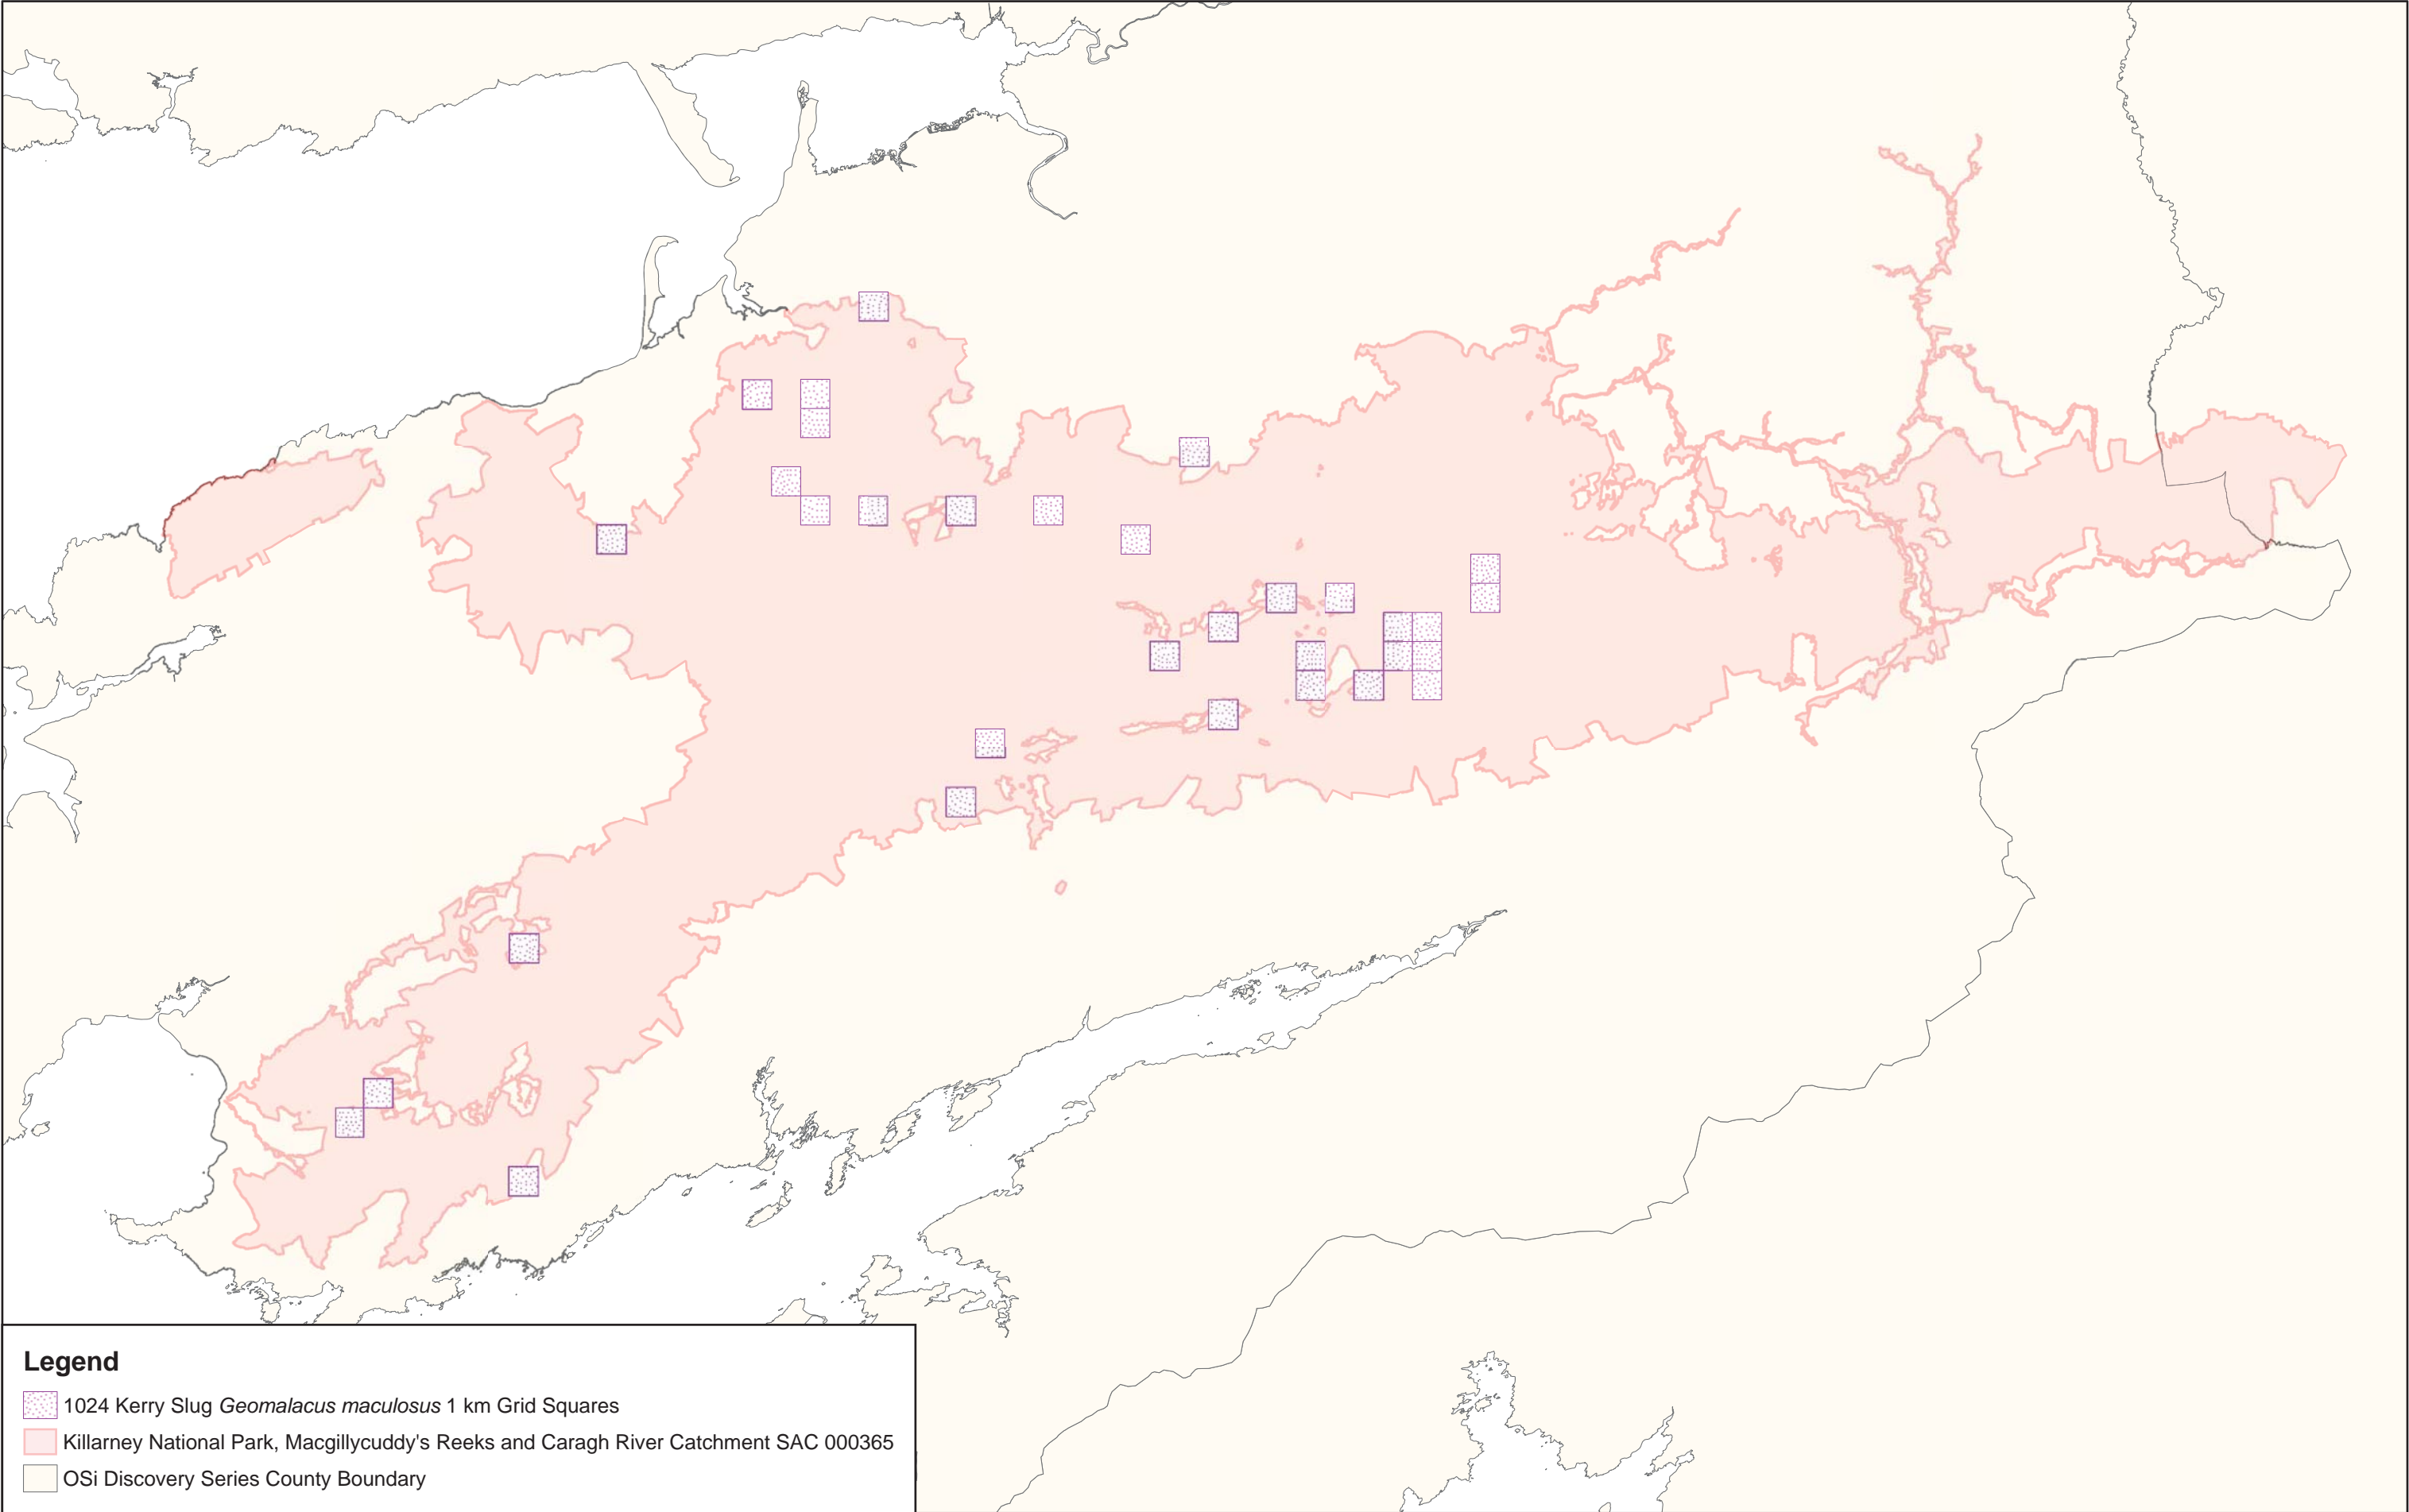 Legend
1024 Kerry Slug Geomalacus maculosus 1 km Grid Squares
Killarney National Park, Macgillycuddy's Reeks and Caragh River Catchment SAC 000365
OSi Discovery Series County Boundary